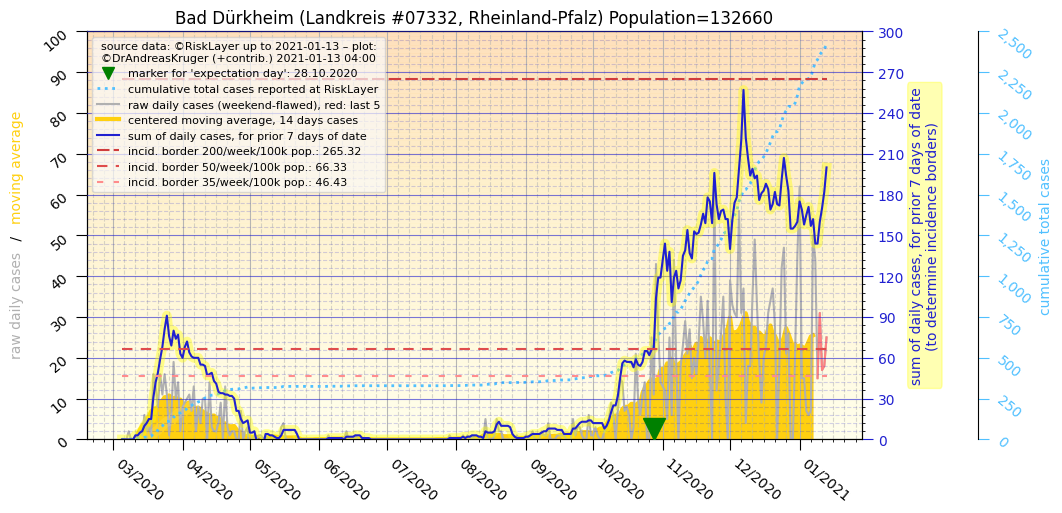 Bad Dürkheim (Landkreis #07332, Rheinland-Pfalz) Population=132660
source data: ©RiskLayer up to 2021-01-13 – plot:
©DrAndreasKruger (+contrib.) 2021-01-13 04:00
marker for 'expectation day': 28.10.2020
cumulative total cases reported at RiskLayer
raw daily cases (weekend-flawed), red: last 5
centered moving average, 14 days cases
sum of daily cases, for prior 7 days of date
incid. border 200/week/100k pop.: 265.32
incid. border 50/week/100k pop.: 66.33
incid. border 35/week/100k pop.: 46.43
raw daily cases / moving average
100
90
80
70
60
50
40
30
20
10
0
03/2020
04/2020
05/2020
06/2020
07/2020
08/2020
09/2020
10/2020
11/2020
12/2020
01/2021
300
270
240
210
180
150
120
90
60
30
0
sum of daily cases, for prior 7 days of date
(to determine incidence borders)
2,500
2,250
2,000
1,750
1,500
1,250
1,000
750
500
250
0
cumulative total cases